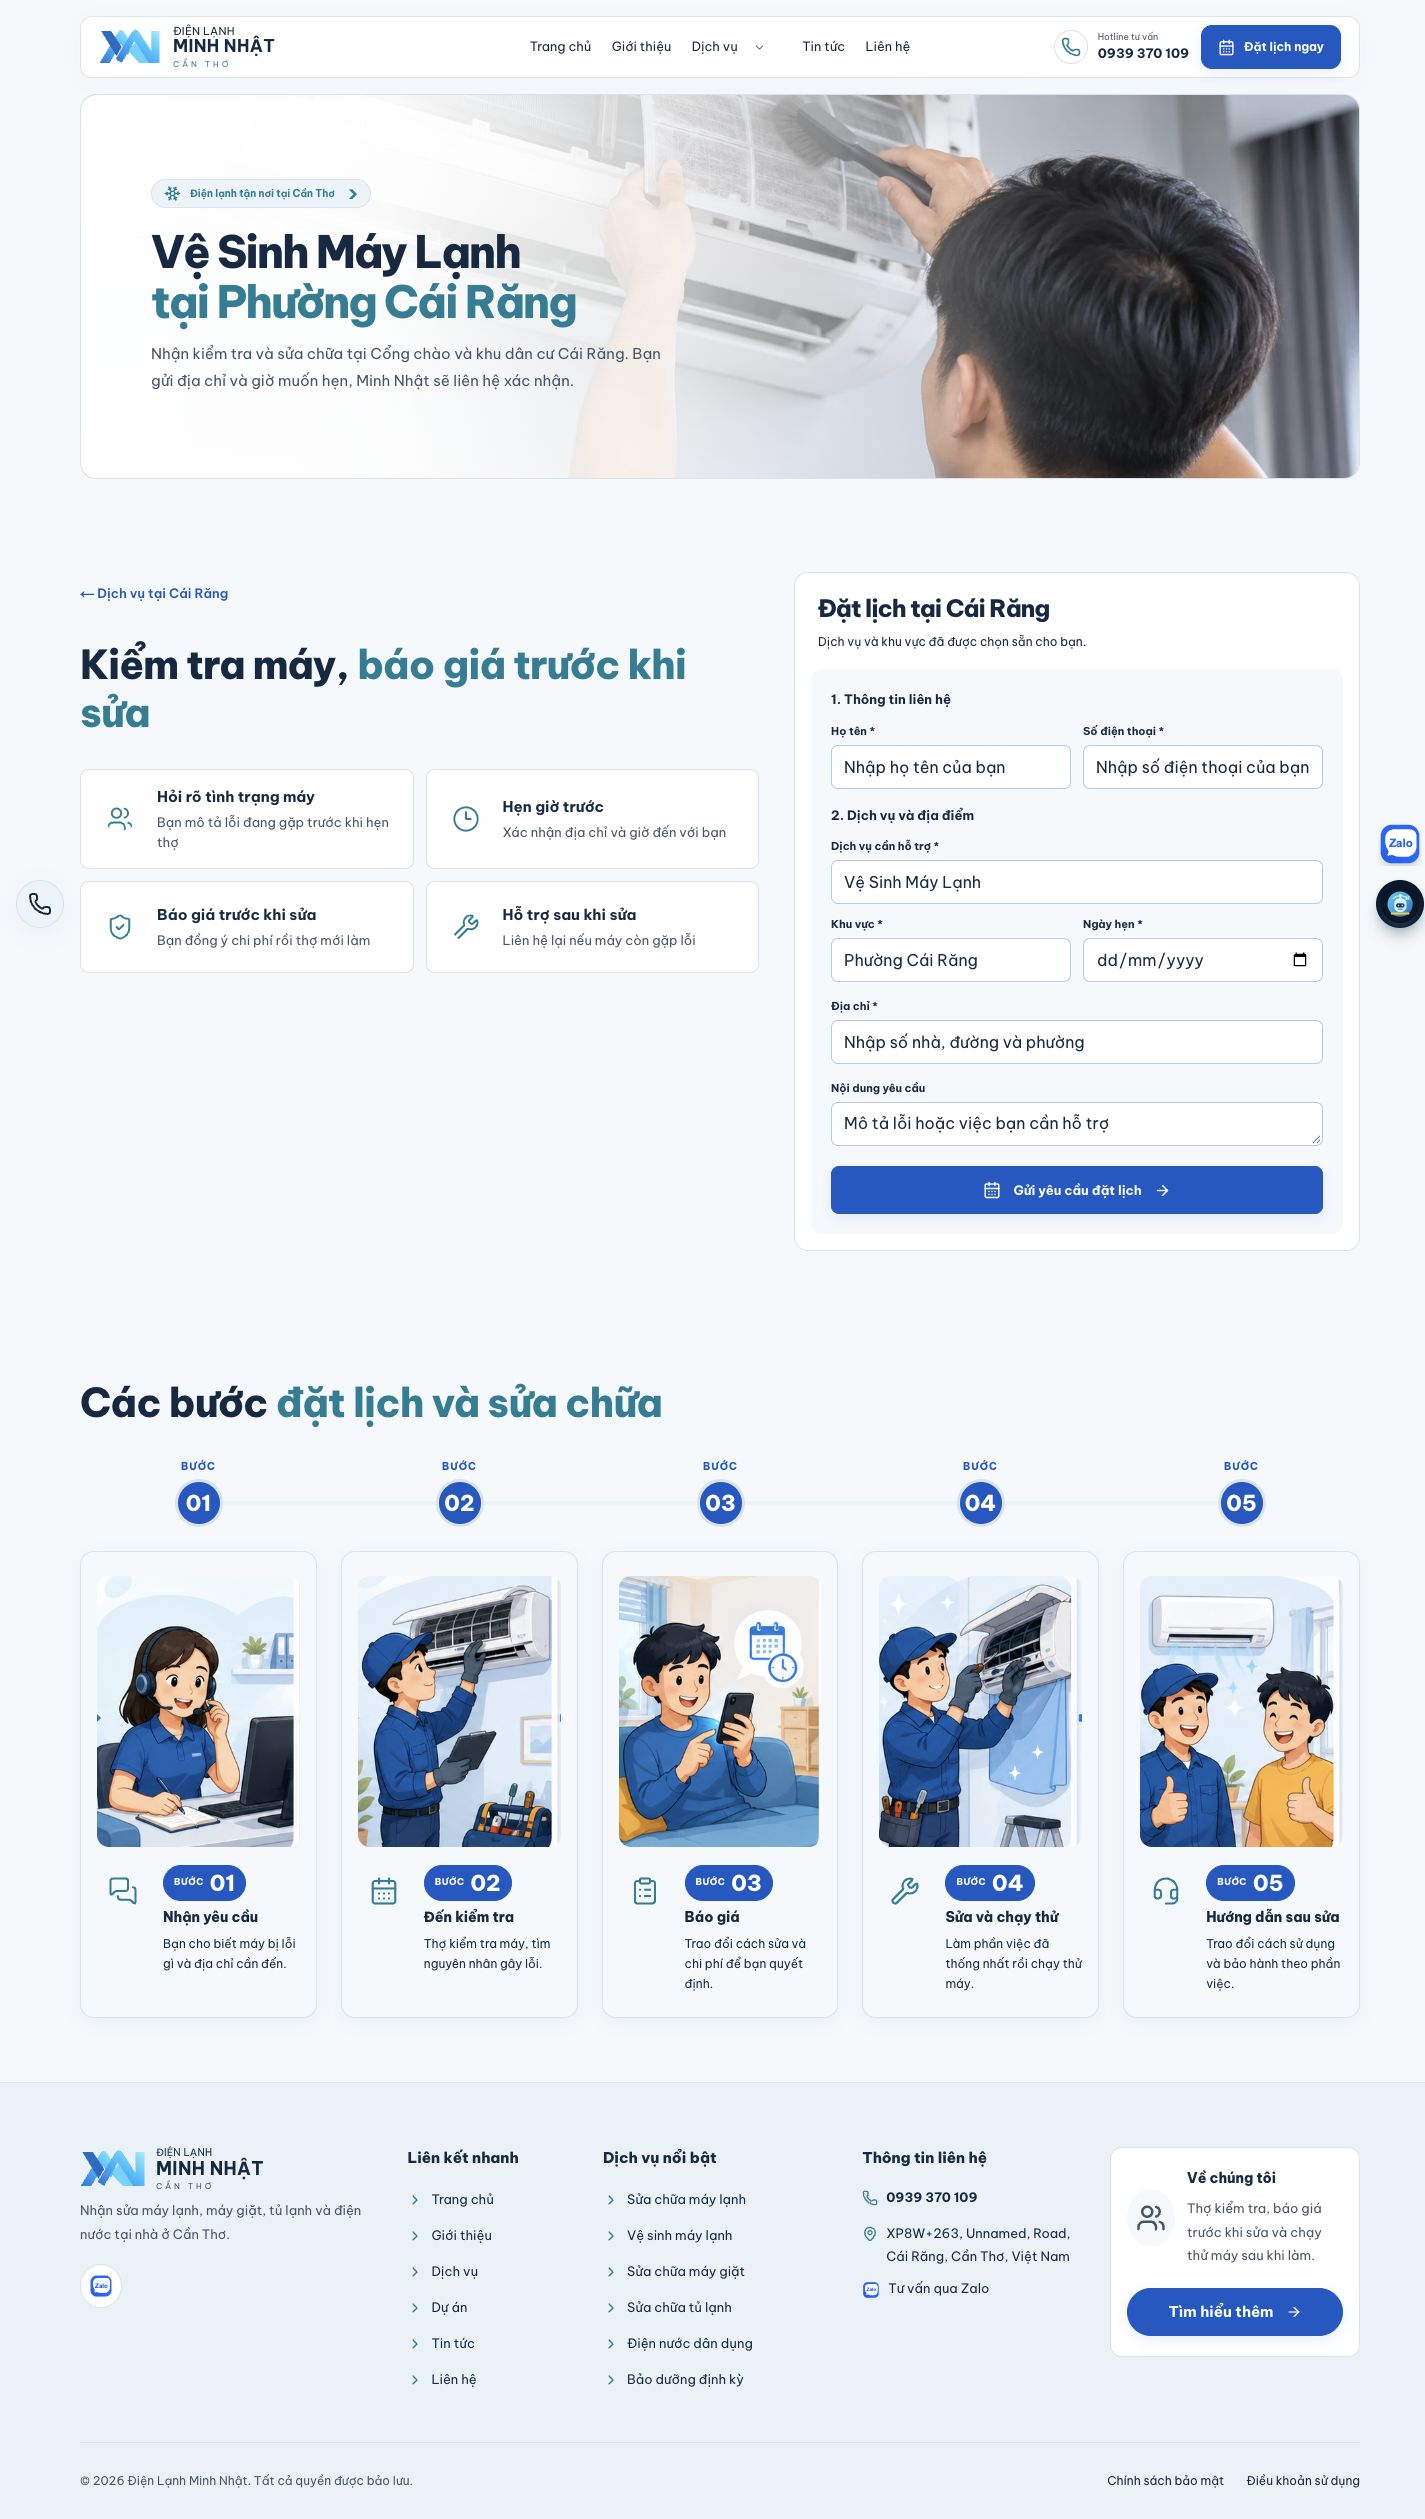 ĐIỆN LẠNH
MINH NHẬT
CẦN THƠ
Trang chủ
Giới thiệu
Dịch vụ
Tin tức
Liên hệ
Hotline tư vấn
0939 370 109
Đặt lịch ngay
Điện lạnh tận nơi tại Cần Thơ
Vệ Sinh Máy Lạnh
tại Phường Cái Răng
Nhận kiểm tra và sửa chữa tại Cổng chào và khu dân cư Cái Răng. Bạn
gửi địa chỉ và giờ muốn hẹn, Minh Nhật sẽ liên hệ xác nhận.
← Dịch vụ tại Cái Răng
Kiểm tra máy, báo giá trước khi
sửa
Hỏi rõ tình trạng máy
Bạn mô tả lỗi đang gặp trước khi hẹn
thợ
Hẹn giờ trước
Xác nhận địa chỉ và giờ đến với bạn
Báo giá trước khi sửa
Bạn đồng ý chi phí rồi thợ mới làm
Hỗ trợ sau khi sửa
Liên hệ lại nếu máy còn gặp lỗi
Đặt lịch tại Cái Răng
Dịch vụ và khu vực đã được chọn sẵn cho bạn.
1. Thông tin liên hệ
Họ tên *
Số điện thoại *
Nhập họ tên của bạn
Nhập số điện thoại của bạn
2. Dịch vụ và địa điểm
Dịch vụ cần hỗ trợ *
Vệ Sinh Máy Lạnh
Khu vực *
Ngày hẹn *
Phường Cái Răng
dd/mm/yyyy
Địa chỉ *
Nhập số nhà, đường và phường
Nội dung yêu cầu
Mô tả lỗi hoặc việc bạn cần hỗ trợ
Gửi yêu cầu đặt lịch
Zalo
Các bước đặt lịch và sửa chữa
BƯỚC
01
BƯỚC
02
BƯỚC
03
BƯỚC
04
BƯỚC
05
BƯỚC 01
Nhận yêu cầu
Bạn cho biết máy bị lỗi
gì và địa chỉ cần đến.
BƯỚC 02
Đến kiểm tra
Thợ kiểm tra máy, tìm
nguyên nhân gây lỗi.
BƯỚC 03
Báo giá
Trao đổi cách sửa và
chi phí để bạn quyết
định.
BƯỚC 04
Sửa và chạy thử
Làm phần việc đã
thống nhất rồi chạy thử
máy.
BƯỚC 05
Hướng dẫn sau sửa
Trao đổi cách sử dụng
và bảo hành theo phần
việc.
ĐIỆN LẠNH
MINH NHẬT
CẦN THƠ
Nhận sửa máy lạnh, máy giặt, tủ lạnh và điện
nước tại nhà ở Cần Thơ.
Zalo
Liên kết nhanh
Trang chủ
Giới thiệu
Dịch vụ
Dự án
Tin tức
Liên hệ
Dịch vụ nổi bật
Sửa chữa máy lạnh
Vệ sinh máy lạnh
Sửa chữa máy giặt
Sửa chữa tủ lạnh
Điện nước dân dụng
Bảo dưỡng định kỳ
Thông tin liên hệ
0939 370 109
XP8W+263, Unnamed, Road,
Cái Răng, Cần Thơ, Việt Nam
Zalo
Tư vấn qua Zalo
Về chúng tôi
Thợ kiểm tra, báo giá
trước khi sửa và chạy
thử máy sau khi làm.
Tìm hiểu thêm
© 2026 Điện Lạnh Minh Nhật. Tất cả quyền được bảo lưu.
Chính sách bảo mật
Điều khoản sử dụng